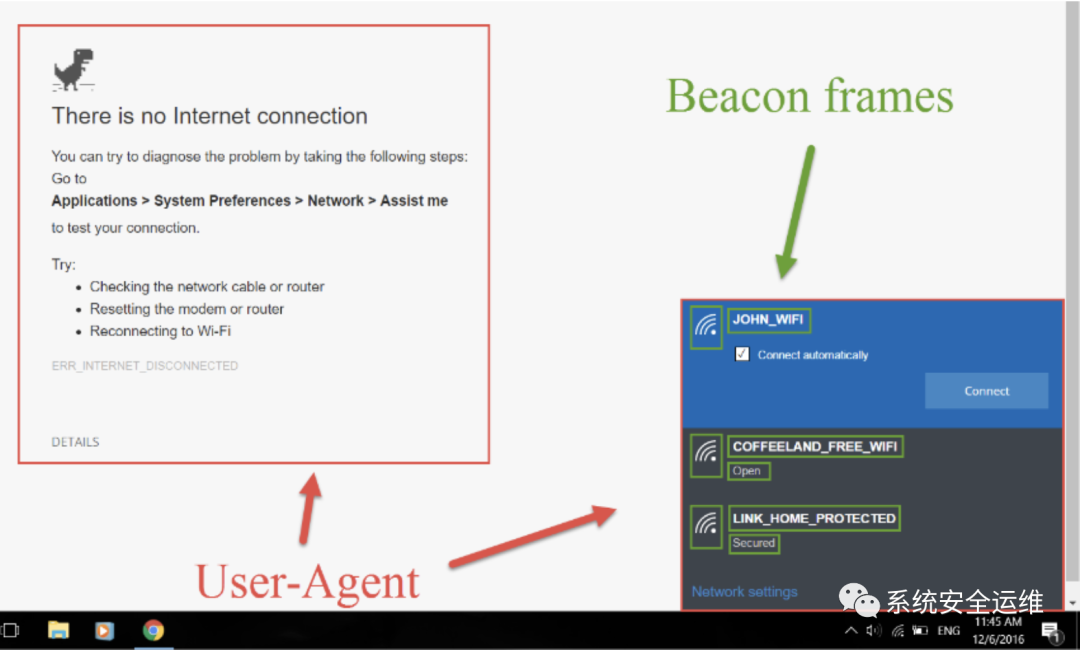 There is no Internet connection
You can try to diagnose the problem by taking the following steps:
Go to
Applications > System Preferences > Network > Assist me
to test your connection.
Try:
• Checking the network cable or router
• Resetting the modem or router
• Reconnecting to Wi-Fi
ERR_INTERNET_DISCONNECTED
DETAILS
Beacon frames
JOHN_WIFI
Connect automatically
Connect
COFFEELAND_FREE_WIFI
Open
LINK_HOME_PROTECTED
Secured
Network settings
User-Agent
系统安全运维
ENG
11:45 AM
12/6/2016
1